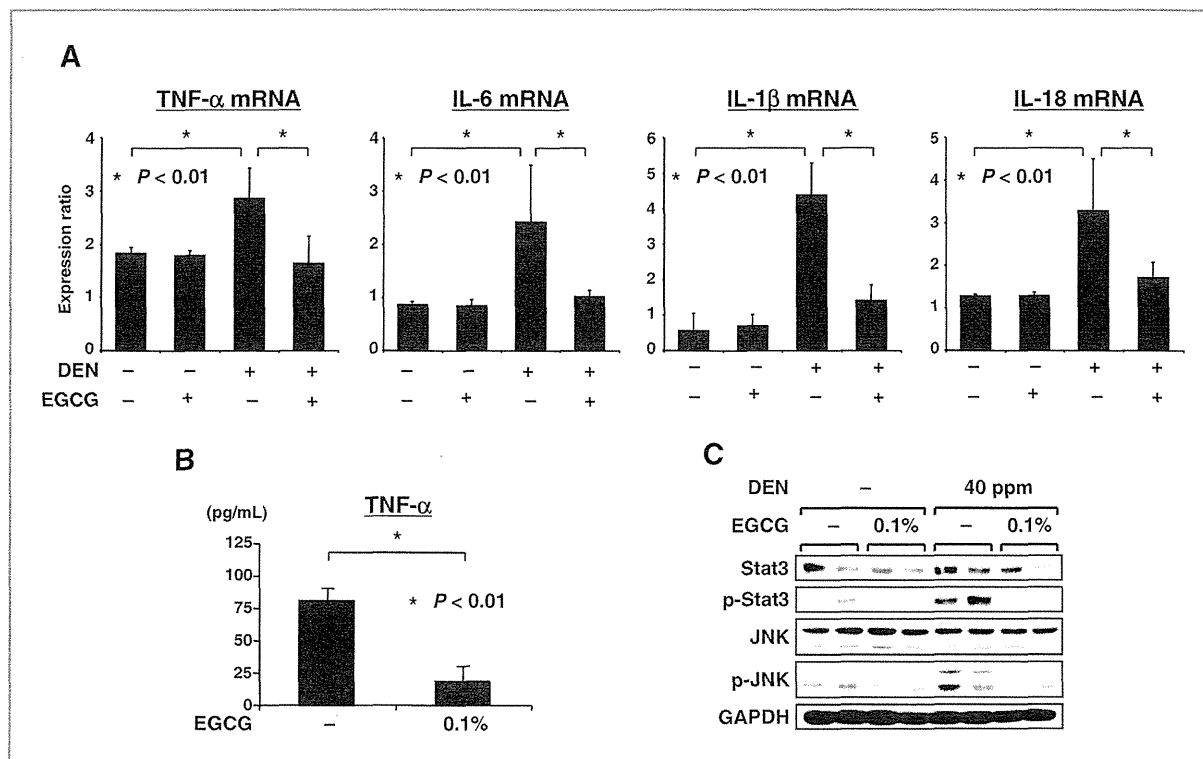 A
TNF-α mRNA
IL-6 mRNA
IL-1β mRNA
IL-18 mRNA
Expression ratio
4
3
2
1
0
* *
* P < 0.01
4
3
2
1
0
* *
* P < 0.01
6
5
4
3
2
1
0
* *
* P < 0.01
5
4
3
2
1
0
* *
* P < 0.01
DEN – – + + – – + + – – + + – – + +
EGCG – + – + – + – + – + – + – + – +
B
TNF-α
(pg/mL)
125
100
75
50
25
0
*
* P < 0.01
EGCG – 0.1%
C
DEN – 40 ppm
EGCG – 0.1% – 0.1%
Stat3
p-Stat3
JNK
p-JNK
GAPDH